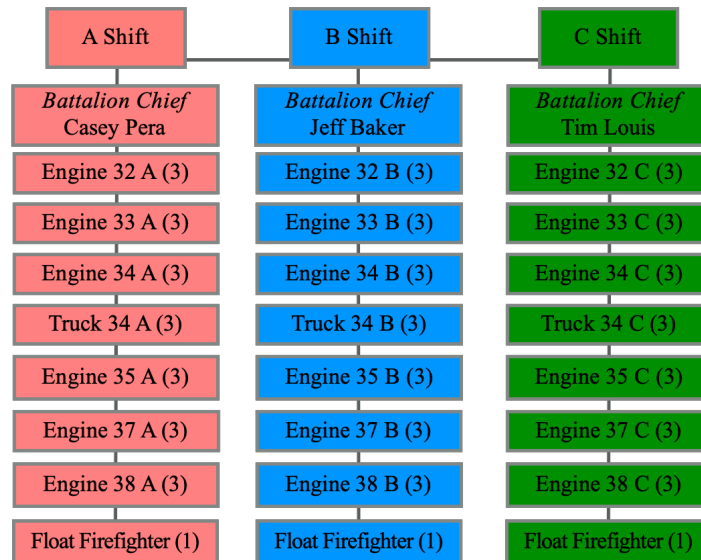 A Shift
B Shift
C Shift
Battalion Chief
Casey Pera
Battalion Chief
Jeff Baker
Battalion Chief
Tim Louis
Engine 32 A (3)
Engine 32 B (3)
Engine 32 C (3)
Engine 33 A (3)
Engine 33 B (3)
Engine 33 C (3)
Engine 34 A (3)
Engine 34 B (3)
Engine 34 C (3)
Truck 34 A (3)
Truck 34 B (3)
Truck 34 C (3)
Engine 35 A (3)
Engine 35 B (3)
Engine 35 C (3)
Engine 37 A (3)
Engine 37 B (3)
Engine 37 C (3)
Engine 38 A (3)
Engine 38 B (3)
Engine 38 C (3)
Float Firefighter (1)
Float Firefighter (1)
Float Firefighter (1)